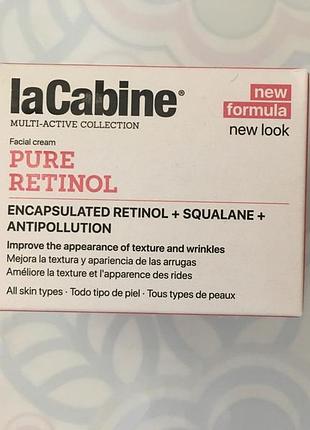 laCabine®
MULTI-ACTIVE COLLECTION
new
formula
new look
Facial cream
PURE
RETINOL
ENCAPSULATED RETINOL + SQUALANE +
ANTIPOLLUTION
Improve the appearance of texture and wrinkles
Mejora la textura y apariencia de las arrugas
Améliore la texture et l'apparence des rides
All skin types · Todo tipo de piel · Tous types de peaux